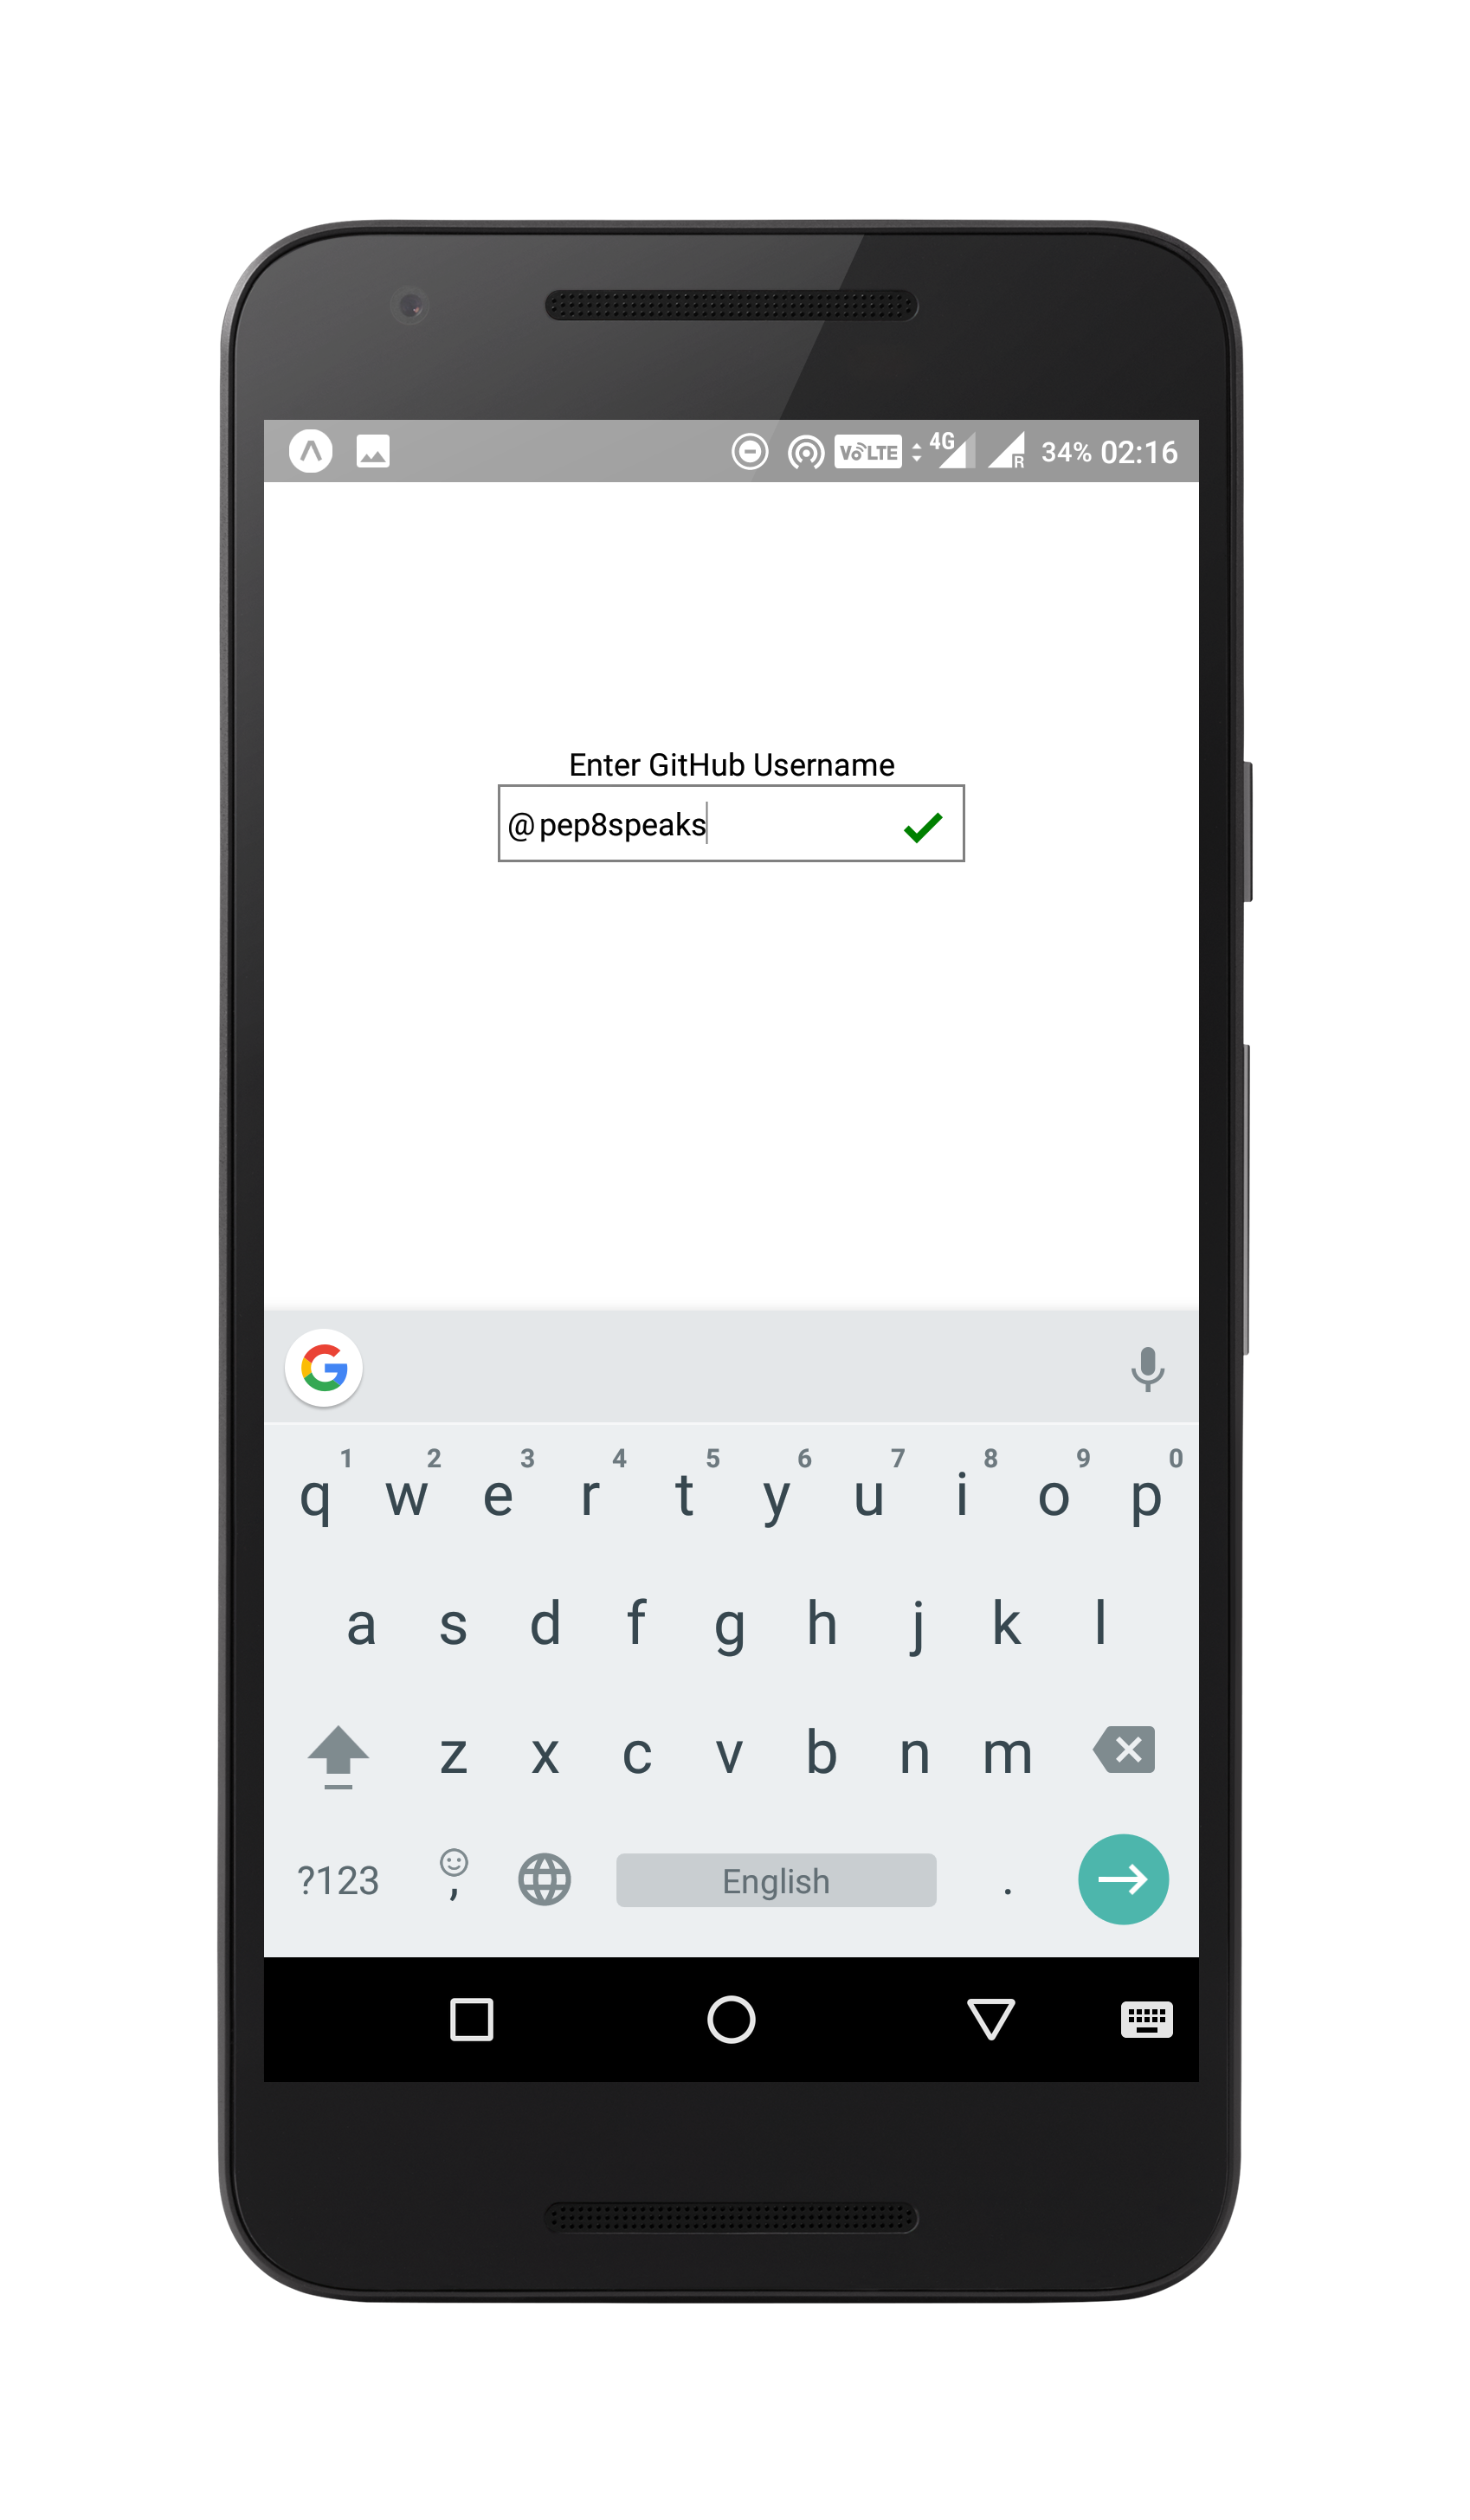 VoLTE 4G R 34% 02:16
Enter GitHub Username
@pep8speaks
G
1 2 3 4 5 6 7 8 9 0
q w e r t y u i o p
a s d f g h j k l
z x c v b n m
?123 , English .